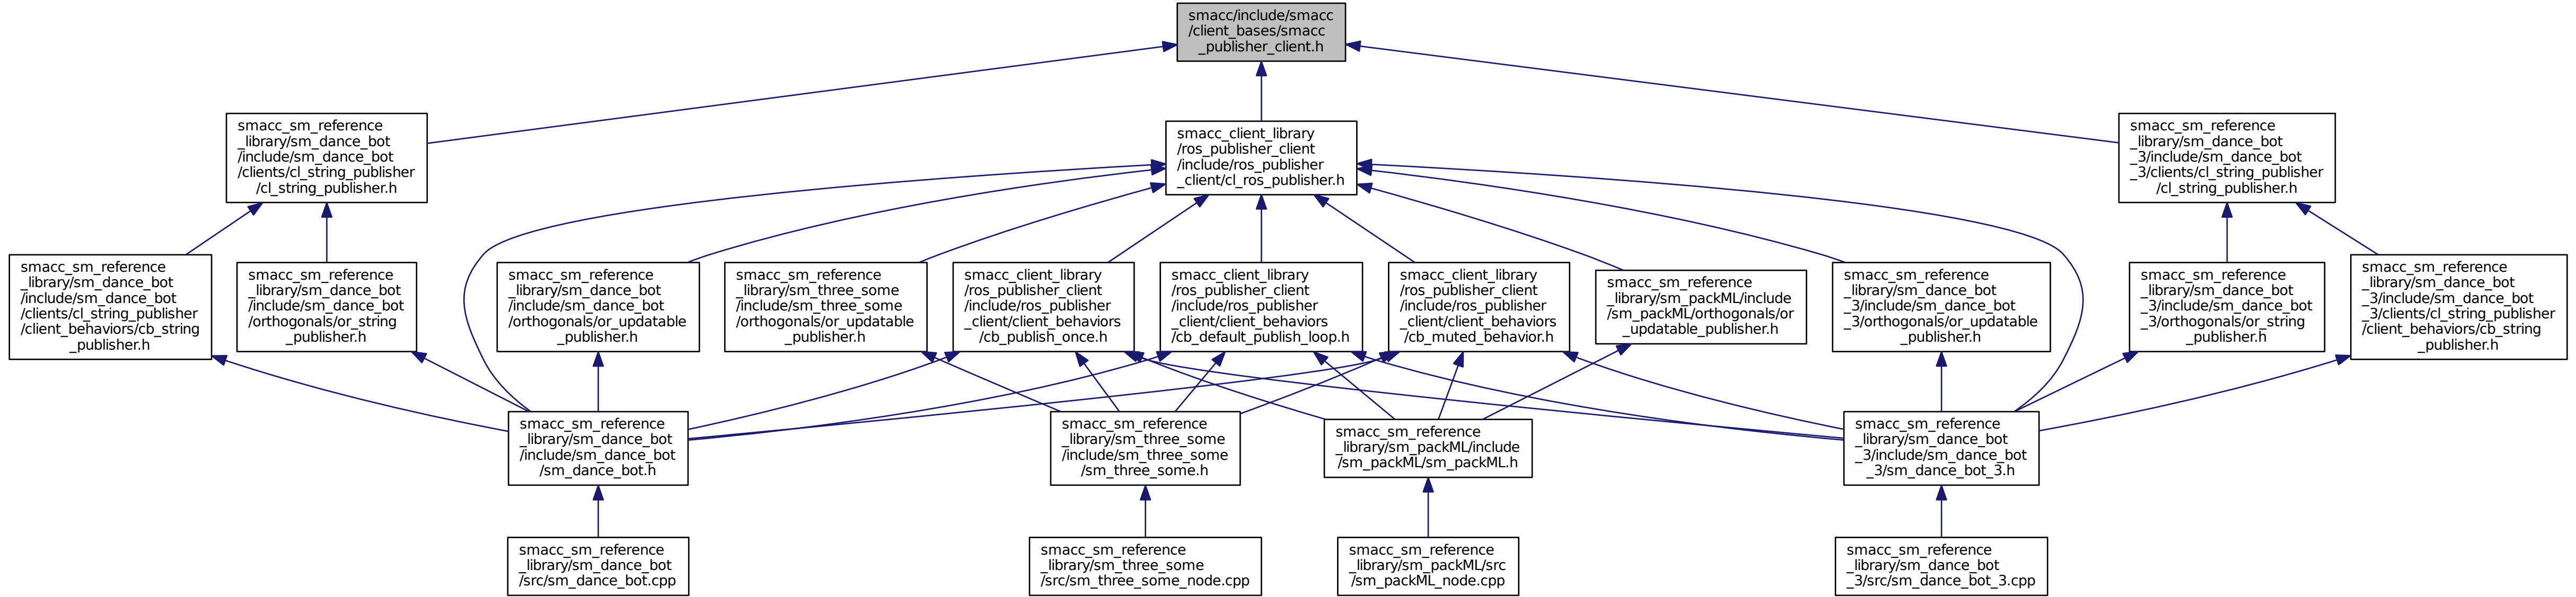 smacc/include/smacc
/client_bases/smacc
_publisher_client.h
smacc_sm_reference
_library/sm_dance_bot
/include/sm_dance_bot
/clients/cl_string_publisher
/cl_string_publisher.h
smacc_client_library
/ros_publisher_client
/include/ros_publisher
_client/cl_ros_publisher.h
smacc_sm_reference
_library/sm_dance_bot
_3/include/sm_dance_bot
_3/clients/cl_string_publisher
/cl_string_publisher.h
smacc_sm_reference
_library/sm_dance_bot
/include/sm_dance_bot
/clients/cl_string_publisher
/client_behaviors/cb_string
_publisher.h
smacc_sm_reference
_library/sm_dance_bot
/include/sm_dance_bot
/orthogonals/or_string
_publisher.h
smacc_sm_reference
_library/sm_dance_bot
/include/sm_dance_bot
/orthogonals/or_updatable
_publisher.h
smacc_sm_reference
_library/sm_three_some
/include/sm_three_some
/orthogonals/or_updatable
_publisher.h
smacc_client_library
/ros_publisher_client
/include/ros_publisher
_client/client_behaviors
/cb_publish_once.h
smacc_client_library
/ros_publisher_client
/include/ros_publisher
_client/client_behaviors
/cb_default_publish_loop.h
smacc_client_library
/ros_publisher_client
/include/ros_publisher
_client/client_behaviors
/cb_muted_behavior.h
smacc_sm_reference
_library/sm_packML/include
/sm_packML/orthogonals/or
_updatable_publisher.h
smacc_sm_reference
_library/sm_dance_bot
_3/include/sm_dance_bot
_3/orthogonals/or_updatable
_publisher.h
smacc_sm_reference
_library/sm_dance_bot
_3/include/sm_dance_bot
_3/orthogonals/or_string
_publisher.h
smacc_sm_reference
_library/sm_dance_bot
_3/include/sm_dance_bot
_3/clients/cl_string_publisher
/client_behaviors/cb_string
_publisher.h
smacc_sm_reference
_library/sm_dance_bot
/include/sm_dance_bot
/sm_dance_bot.h
smacc_sm_reference
_library/sm_three_some
/include/sm_three_some
/sm_three_some.h
smacc_sm_reference
_library/sm_packML/include
/sm_packML/sm_packML.h
smacc_sm_reference
_library/sm_dance_bot
_3/include/sm_dance_bot
_3/sm_dance_bot_3.h
smacc_sm_reference
_library/sm_dance_bot
/src/sm_dance_bot.cpp
smacc_sm_reference
_library/sm_three_some
/src/sm_three_some_node.cpp
smacc_sm_reference
_library/sm_packML/src
/sm_packML_node.cpp
smacc_sm_reference
_library/sm_dance_bot
_3/src/sm_dance_bot_3.cpp